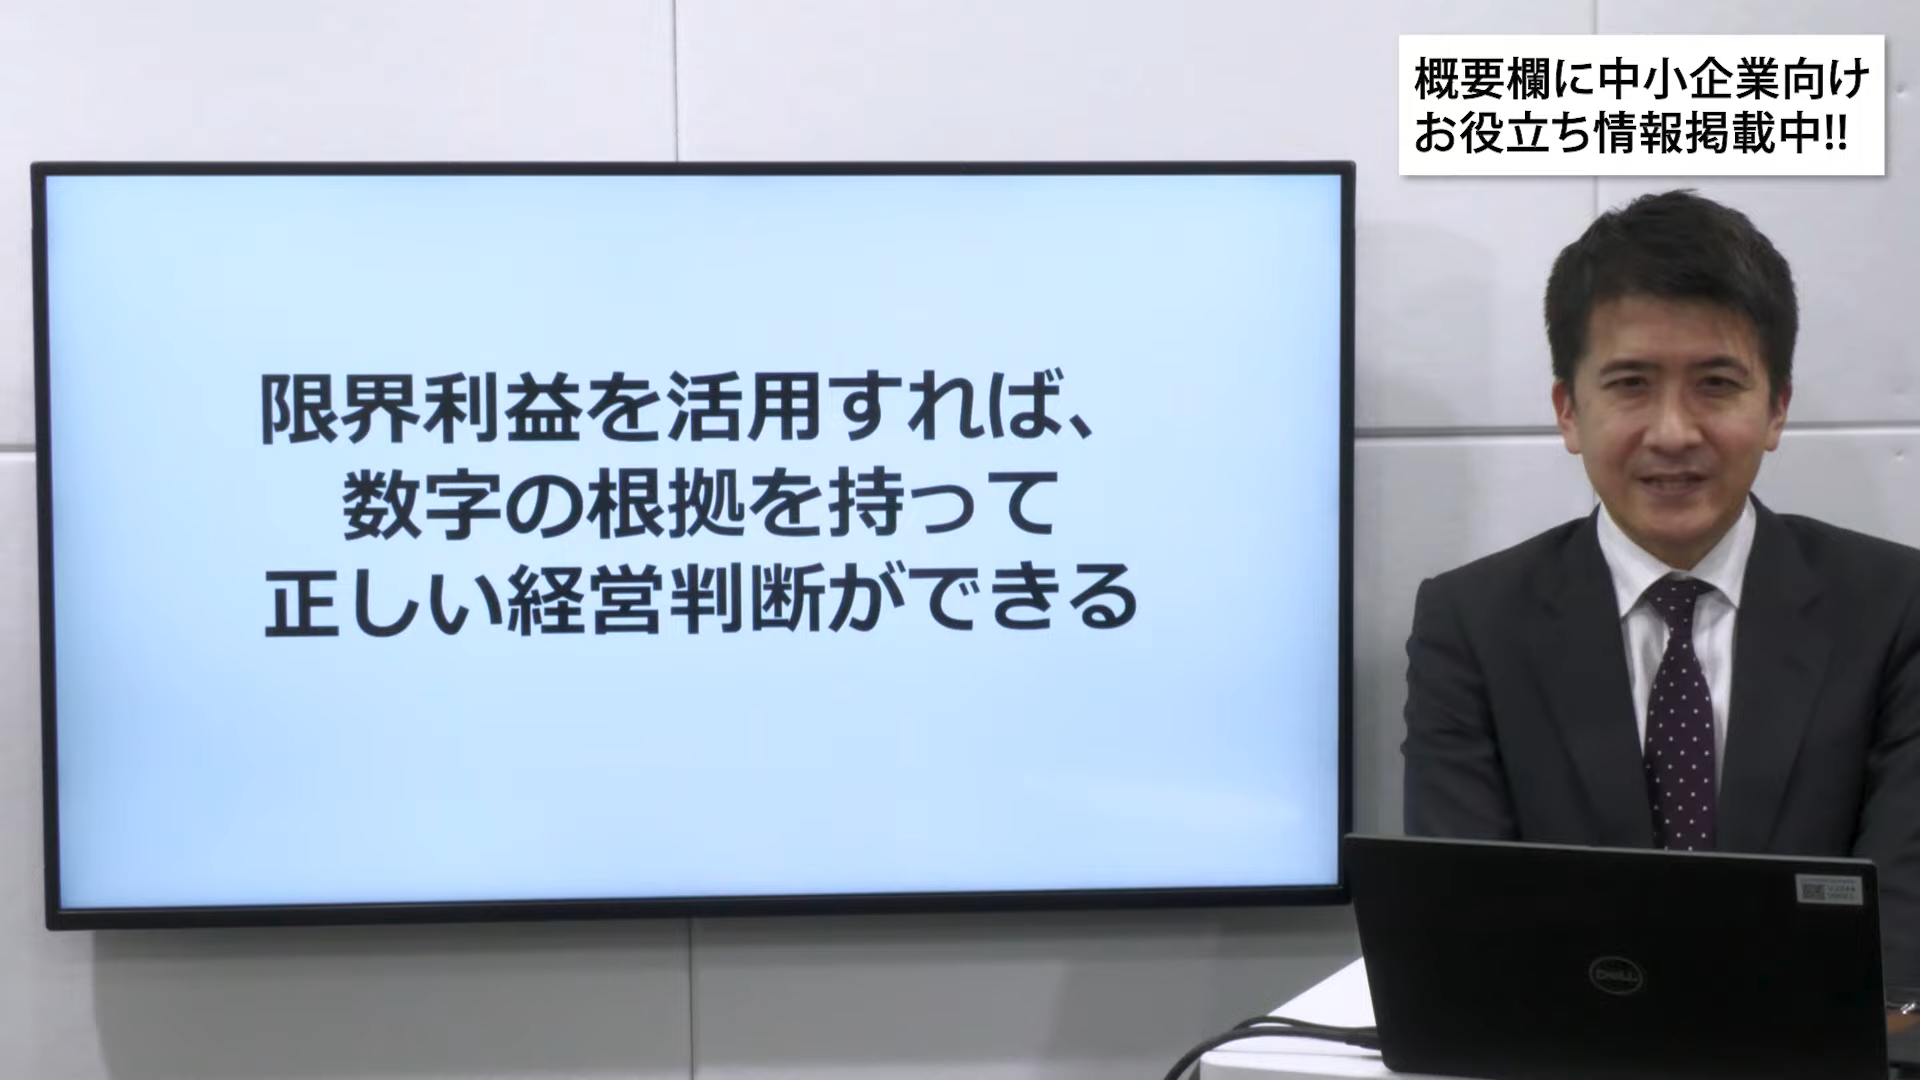 概要欄に中小企業向け
お役立ち情報掲載中!!
限界利益を活用すれば、
数字の根拠を持って
正しい経営判断ができる
DELL